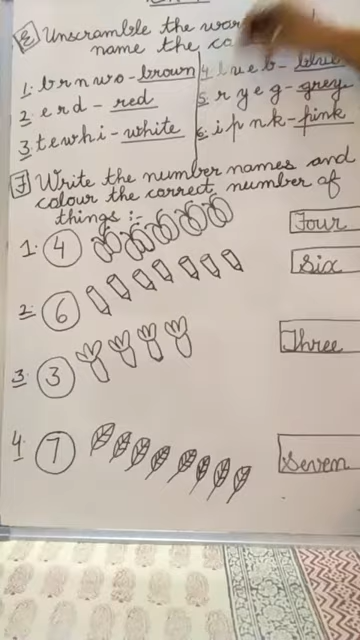 E Unscramble the
name the co
1. brnwo - brown
2. erd - red
3. tewhi - white
4. lueb - blue
5. ryeg - grey
6. ipnk - pink
F Write the number names and
colour the correct number of
things :-
1. 4 Four
2. 6 Six
3. 3 Three
4. 7 Seven